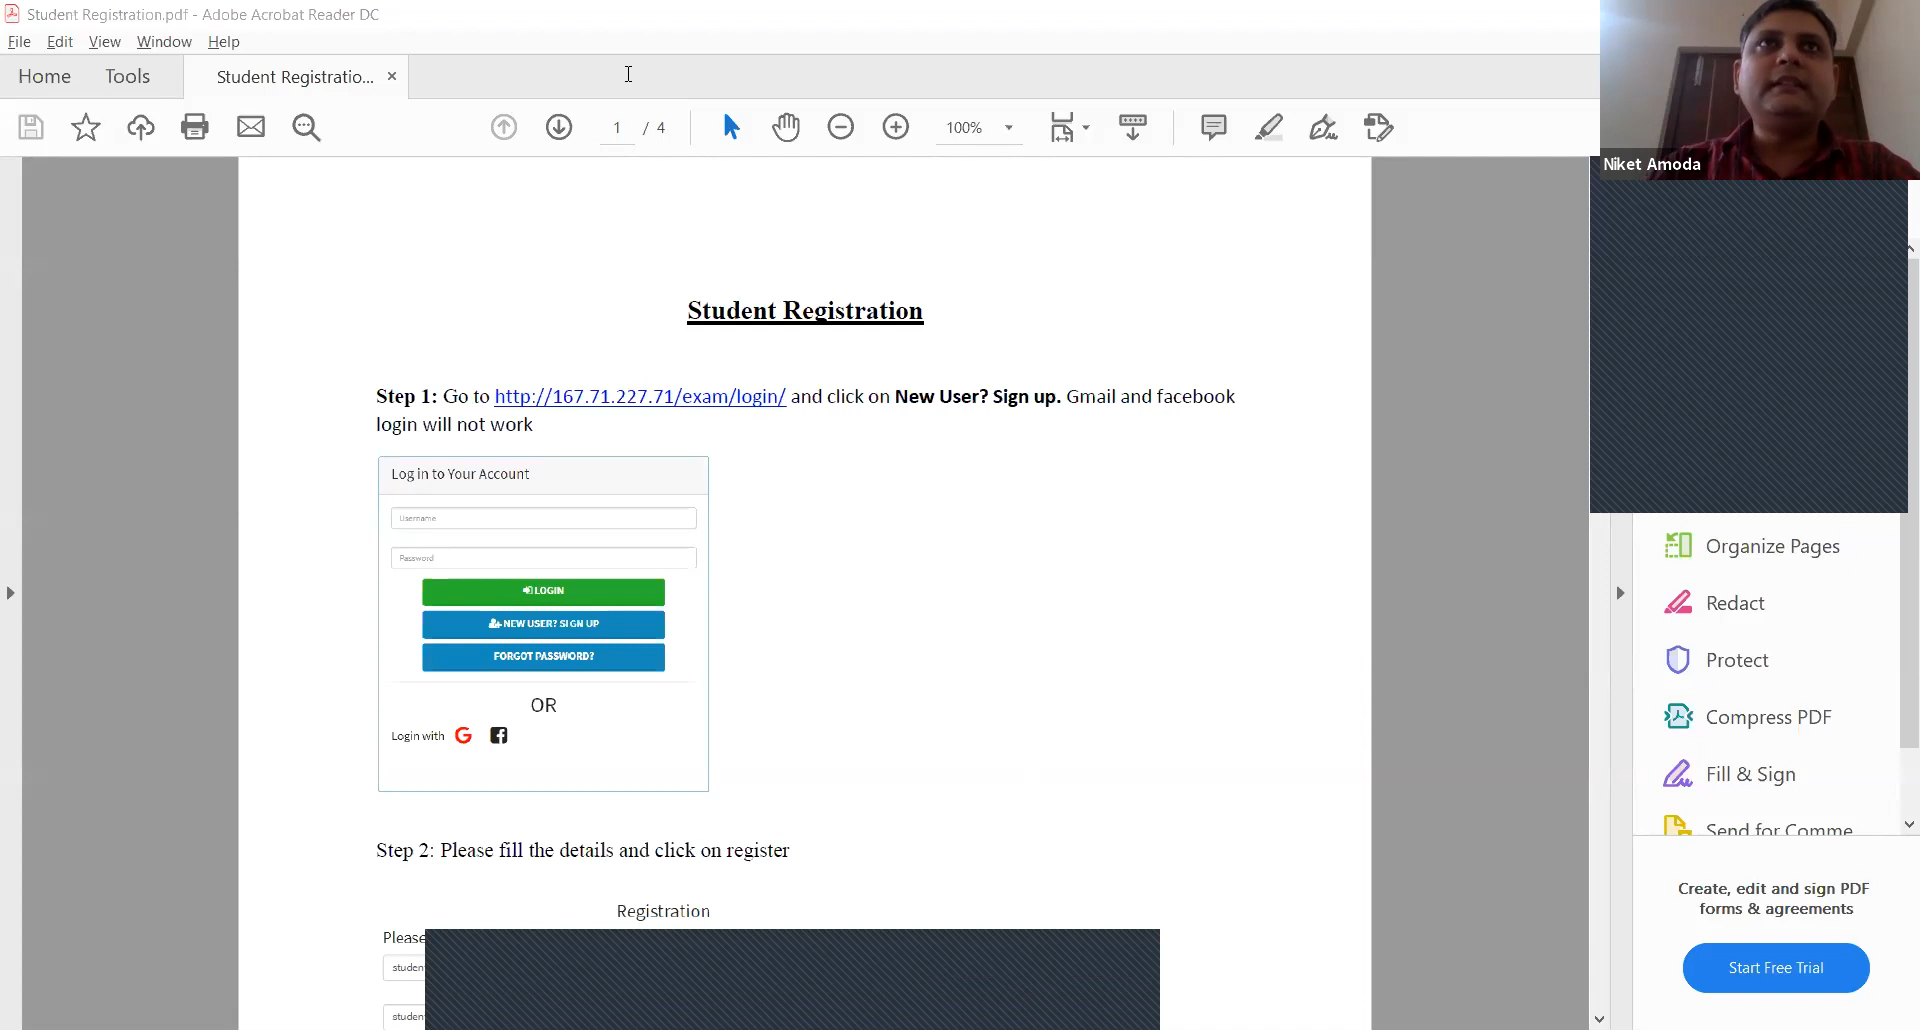 Student Registration.pdf - Adobe Acrobat Reader DC
File Edit View Window Help
Home Tools Student Registratio... ×
1 / 4 100%
Niket Amoda
Student Registration
Step 1: Go to http://167.71.227.71/exam/login/ and click on New User? Sign up. Gmail and facebook
login will not work
Log in to Your Account
Username
Password
LOGIN
NEW USER? SIGN UP
FORGOT PASSWORD?
OR
Login with
Step 2: Please fill the details and click on register
Registration
Please
student
student
Organize Pages
Redact
Protect
Compress PDF
Fill & Sign
Send for Comme
Create, edit and sign PDF
forms & agreements
Start Free Trial